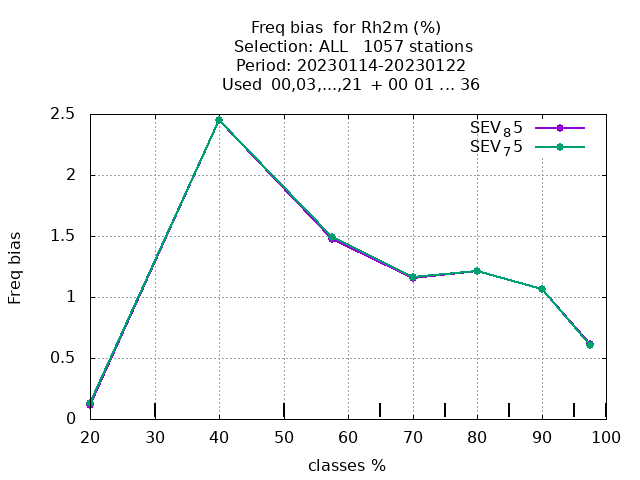 Freq bias  for Rh2m (%)
Selection: ALL   1057 stations
Period: 20230114-20230122
Used  00,03,...,21  + 00 01 ... 36
SEV₈5
SEV₇5
2.5
2
1.5
1
0.5
0
Freq bias
20 30 40 50 60 70 80 90 100
classes %